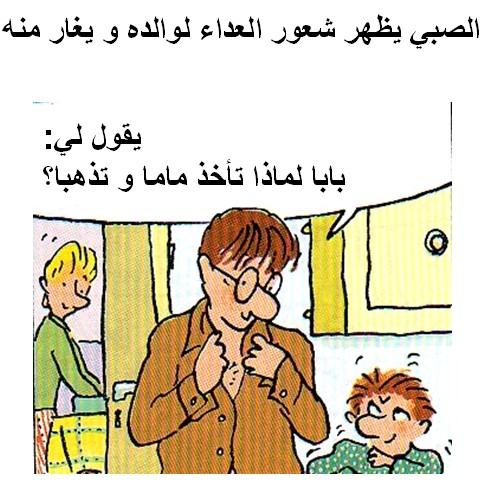 الصبي يظهر شعور العداء لوالده و يغار منه
يقول لي:
بابا لماذا تأخذ ماما و تذهبا؟